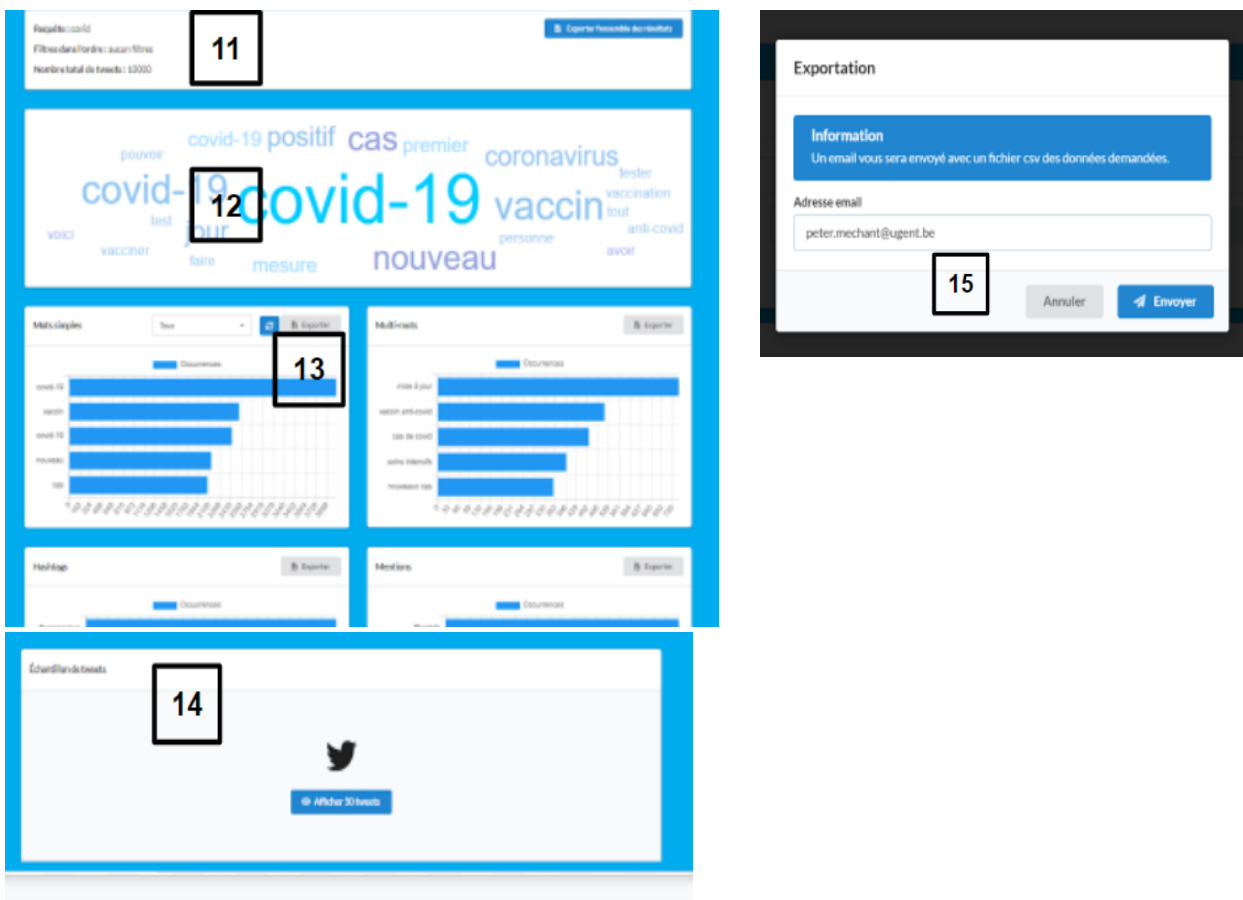 Requête : covid
Exporter l'ensemble des résultats
Filtres dans l'ordre : aucun filtres
Nombre total de tweets : 10000
11
covid-19 positif cas premier
pouvoir
coronavirus
tester
covid-19
covid-19
vaccin
vaccination
tout
test
jour
anti-covid
voici
personne
vacciner
faire
mesure
nouveau
avoir
12
Mots simples
Tous
Exporter
13
Occurrences
covid-19
vaccin
covid-19
nouveau
cas
Multi-mots
Exporter
Occurrences
mise à jour
vaccin anti-covid
cas de covid
soins intensifs
nouveaux cas
Hashtags
Exporter
Occurrences
Mentions
Exporter
Occurrences
Échantillon de tweets
14
Afficher 50 tweets
Exportation
Information
Un email vous sera envoyé avec un fichier csv des données demandées.
Adresse email
peter.mechant@ugent.be
15
Annuler
Envoyer